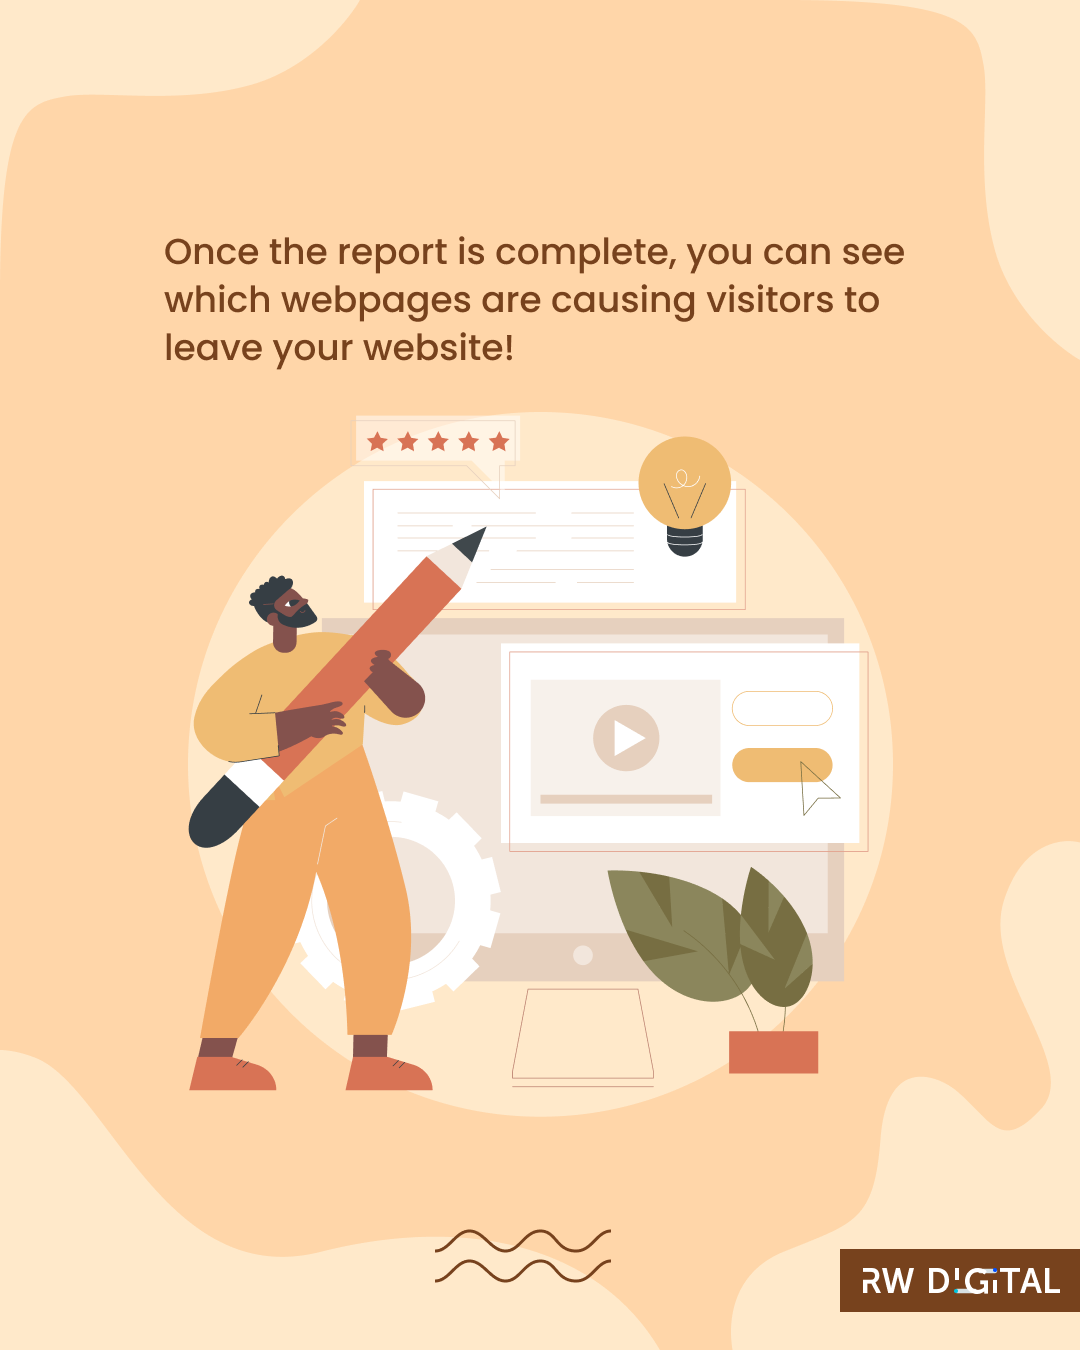 Once the report is complete, you can see
which webpages are causing visitors to
leave your website!
RW DIGITAL